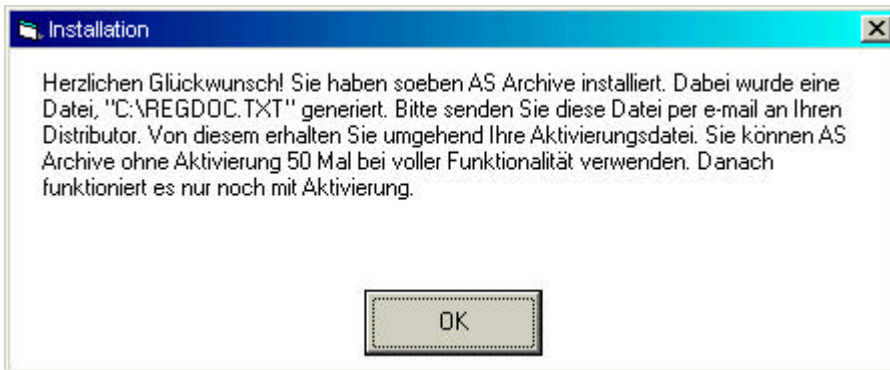 Installation
Herzlichen Glückwunsch! Sie haben soeben AS Archive installiert. Dabei wurde eine
Datei, "C:\REGDOC.TXT" generiert. Bitte senden Sie diese Datei per e-mail an Ihren
Distributor. Von diesem erhalten Sie umgehend Ihre Aktivierungsdatei. Sie können AS
Archive ohne Aktivierung 50 Mal bei voller Funktionalität verwenden. Danach
funktioniert es nur noch mit Aktivierung.
OK